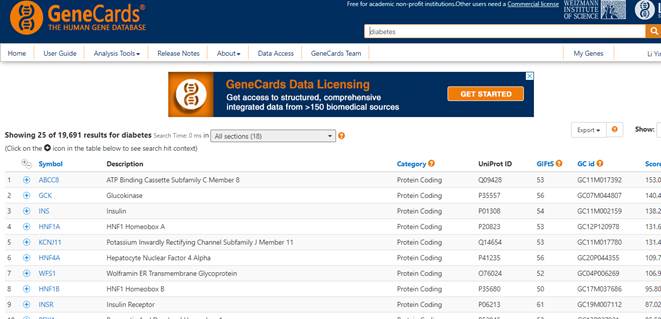 Free for academic non-profit institutions. Other users need a Commercial license
WEIZMANN INSTITUTE OF SCIENCE
GeneCards®
THE HUMAN GENE DATABASE
diabetes
Home User Guide Analysis Tools Release Notes About Data Access GeneCards Team My Genes
GeneCards Data Licensing
Get access to structured, comprehensive
integrated data from >150 biomedical sources
GET STARTED
Showing 25 of 19,691 results for diabetes Search Time: 0 ms in All sections (18)
Export Show:
(Click on the icon in the table below to see search hit context)
Symbol Description Category UniProt ID GIFtS GC id Score
1 ABCC8 ATP Binding Cassette Subfamily C Member 8 Protein Coding Q09428 53 GC11M017392 153.0
2 GCK Glucokinase Protein Coding P35557 56 GC07M044807 140.4
3 INS Insulin Protein Coding P01308 54 GC11M002159 138.2
4 HNF1A HNF1 Homeobox A Protein Coding P20823 53 GC12P120978 131.6
5 KCNJ11 Potassium Inwardly Rectifying Channel Subfamily J Member 11 Protein Coding Q14654 53 GC11M017780 131.4
6 HNF4A Hepatocyte Nuclear Factor 4 Alpha Protein Coding P41235 56 GC20P044355 109.7
7 WFS1 Wolframin ER Transmembrane Glycoprotein Protein Coding O76024 52 GC04P006269 106.9
8 HNF1B HNF1 Homeobox B Protein Coding P35680 50 GC17M037686 95.80
9 INSR Insulin Receptor Protein Coding P06213 61 GC19M007112 87.02